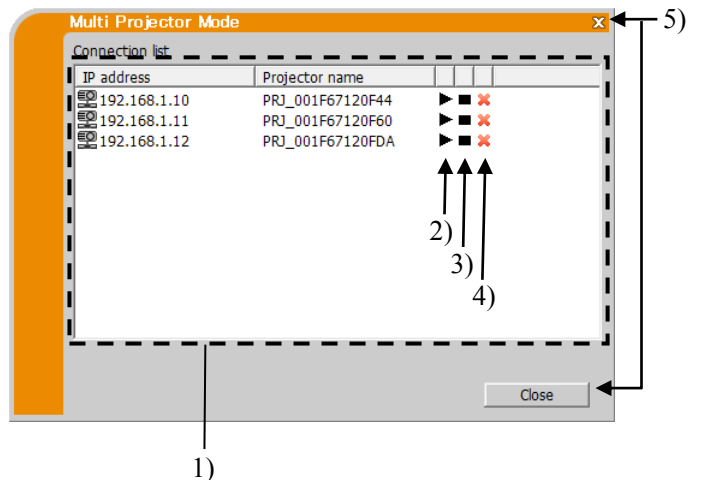 Multi Projector Mode
5)
Connection list
IP address Projector name
192.168.1.10 PRJ_001F67120F44
192.168.1.11 PRJ_001F67120F60
192.168.1.12 PRJ_001F67120FDA
2)
3)
4)
Close
1)